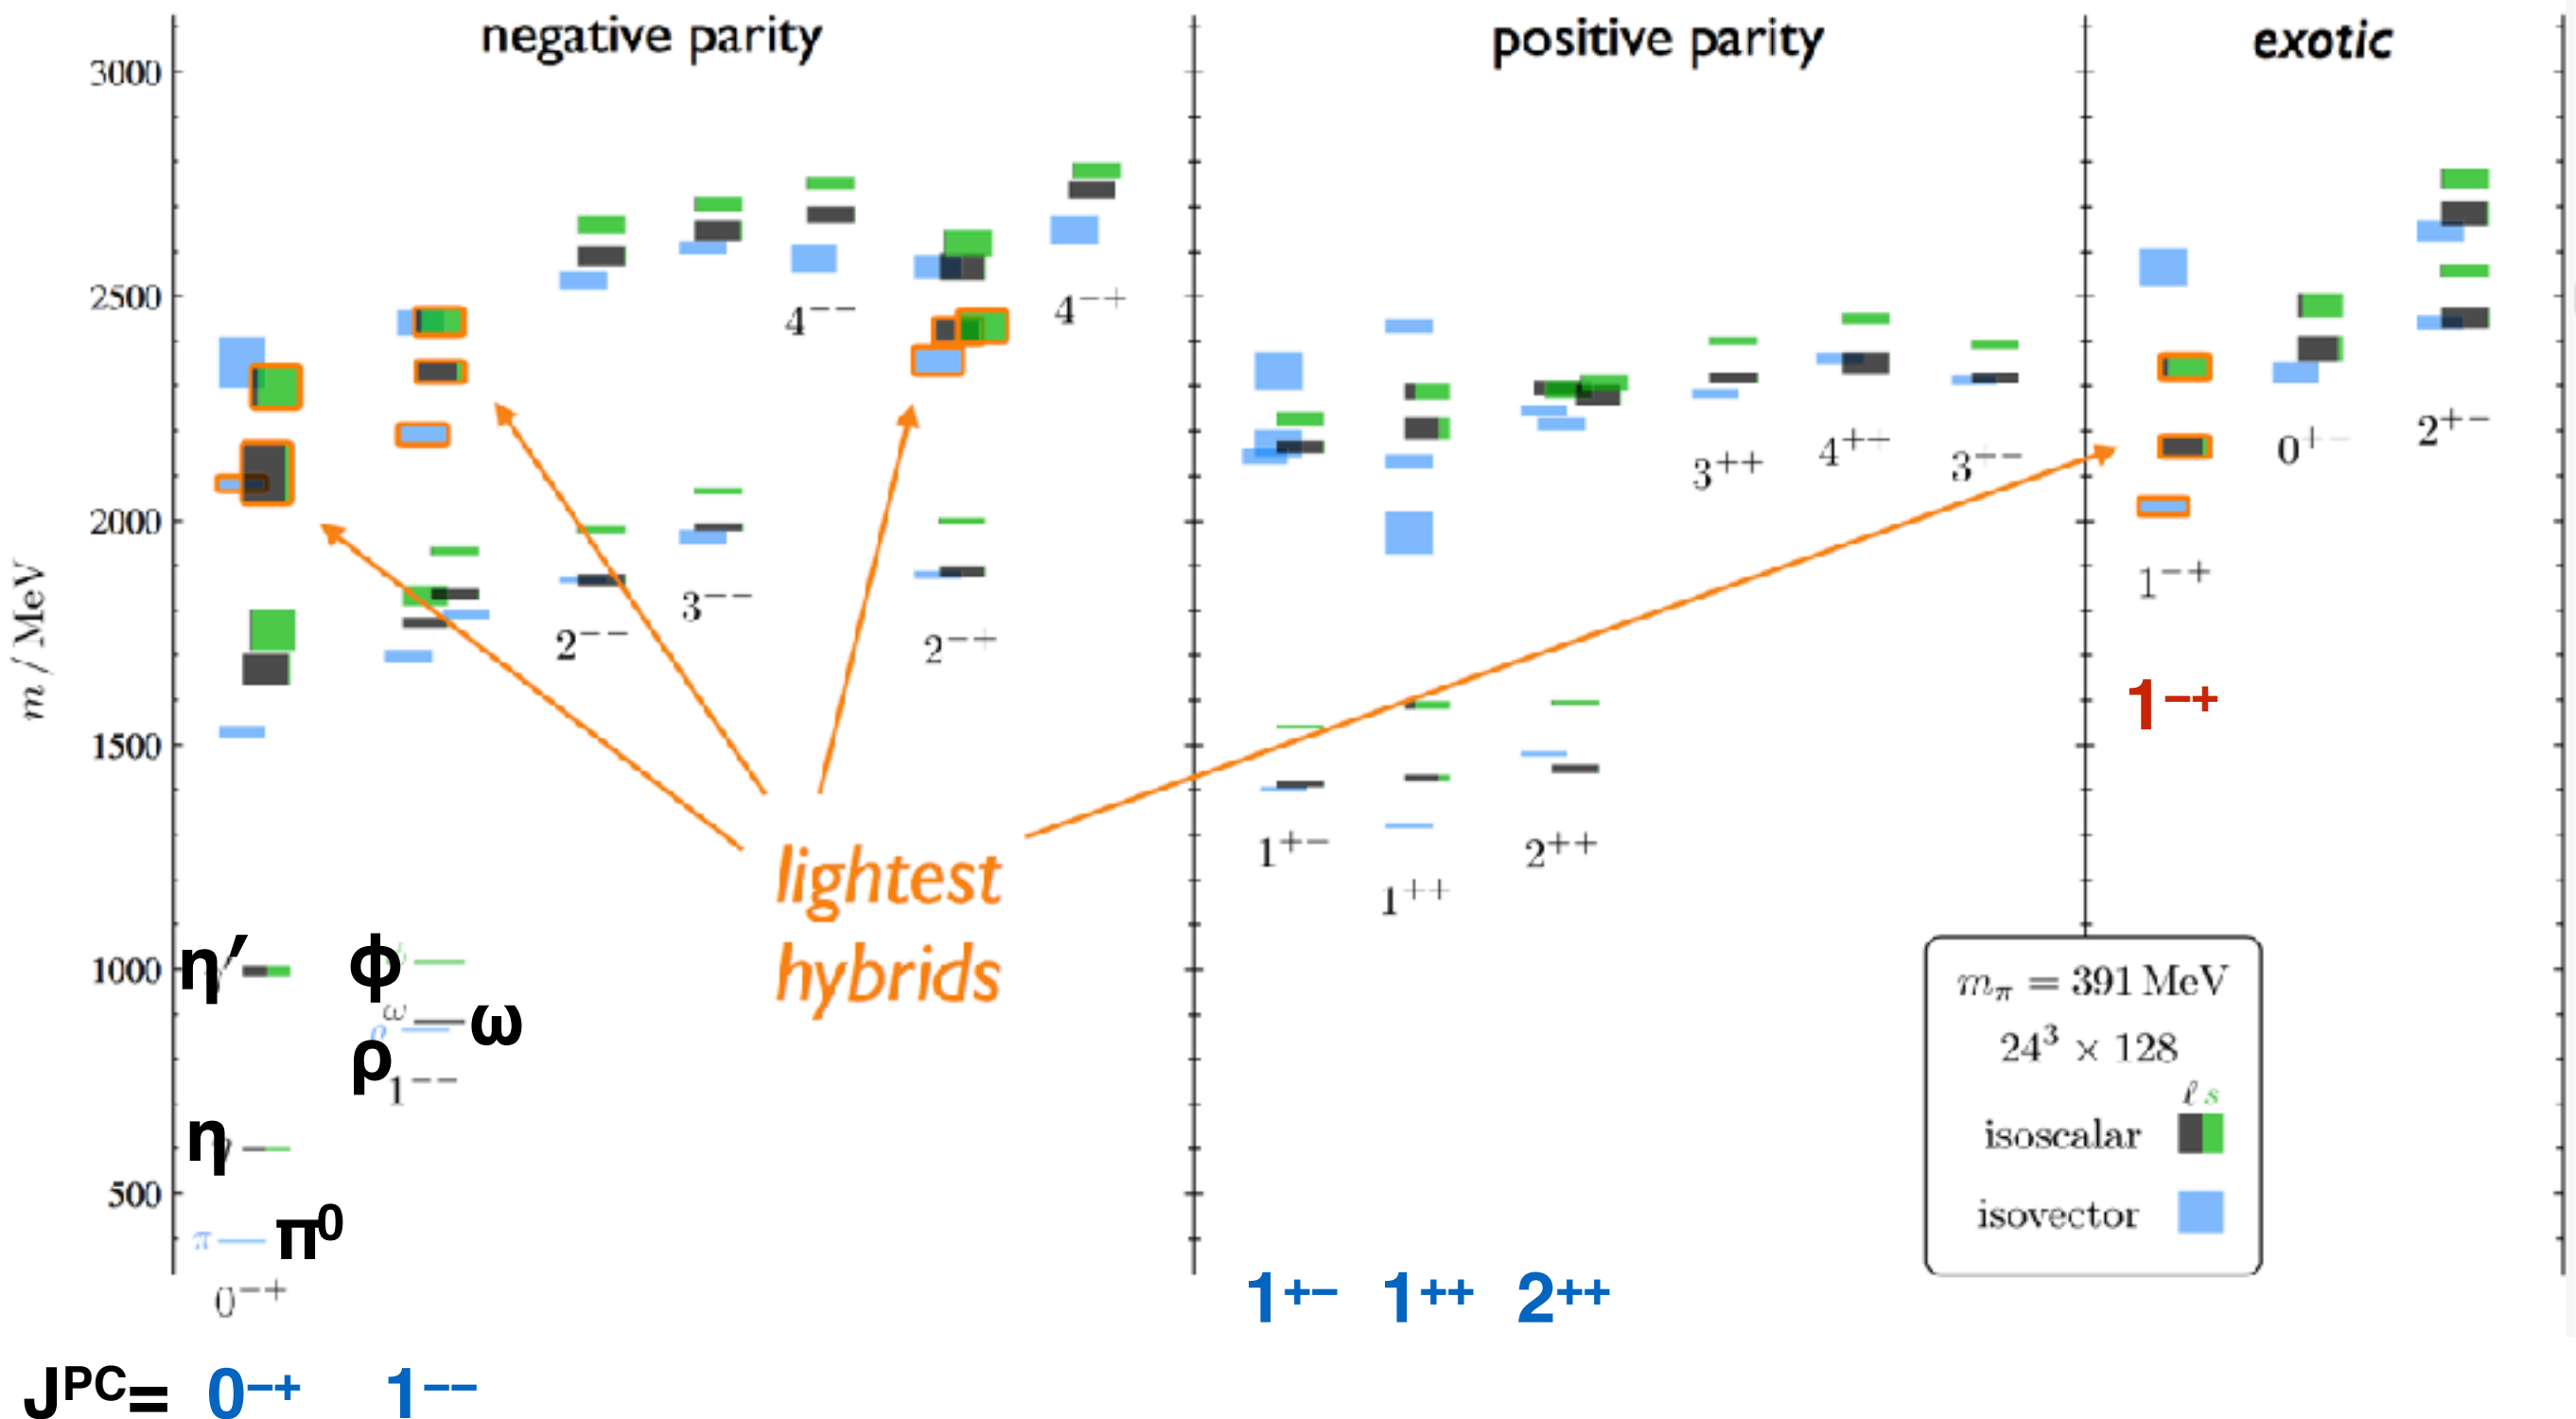 negative parity
positive parity
exotic
3000
2500
2000
1500
1000
500
m / MeV
4⁻⁻
4⁻⁺
2⁻⁻
3⁻⁻
2⁻⁺
3⁺⁺
4⁺⁺
2⁺⁻
1⁻⁺
1⁻⁺
1⁺⁻
1⁺⁺
2⁺⁺
lightest
hybrids
η′
ϕ
ω
ω
ρ
ρ
1⁻⁻
η
π
π⁰
0⁻⁺
mπ = 391 MeV
24³ × 128
ℓ s
isoscalar
isovector
1⁺⁻ 1⁺⁺ 2⁺⁺
Jᴾᶜ= 0⁻⁺ 1⁻⁻